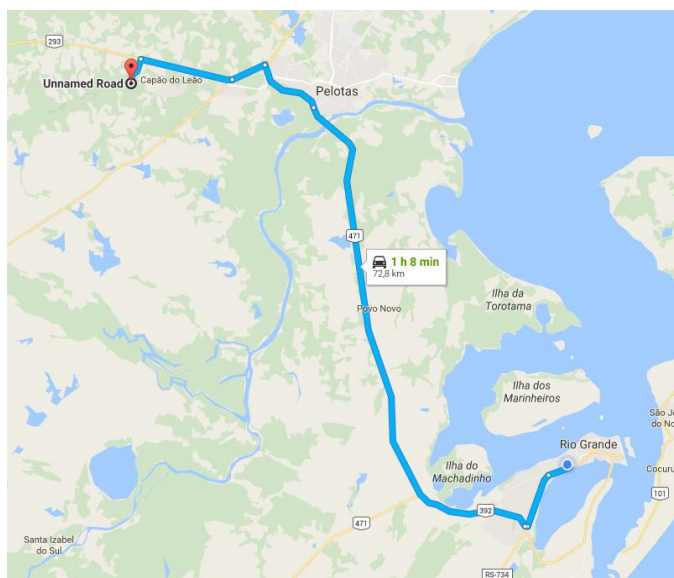 293
Unnamed Road
Capão do Leão
Pelotas
471
1 h 8 min
72,8 km
Ilha da
Torotama
Povo Novo
Ilha dos
Marinheiros
São Je
do No
Rio Grande
Ilha do
Machadinho
Cocuru
101
392
471
Santa Izabel
do Sul
RS-734